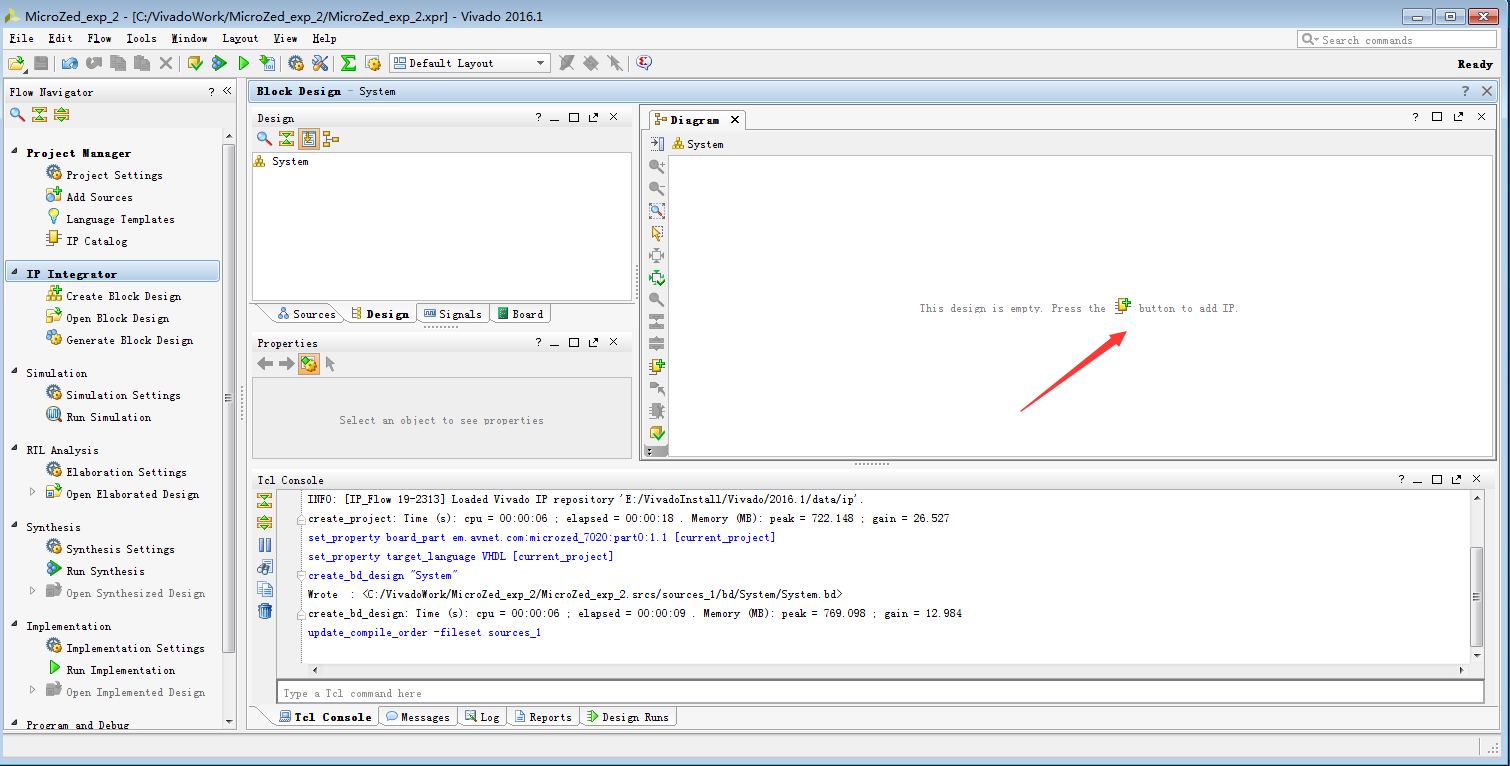 MicroZed_exp_2 - [C:/VivadoWork/MicroZed_exp_2/MicroZed_exp_2.xpr] - Vivado 2016.1
File Edit Flow Tools Window Layout View Help
Search commands
Default Layout
Ready
Flow Navigator
Project Manager
Project Settings
Add Sources
Language Templates
IP Catalog
IP Integrator
Create Block Design
Open Block Design
Generate Block Design
Simulation
Simulation Settings
Run Simulation
RTL Analysis
Elaboration Settings
Open Elaborated Design
Synthesis
Synthesis Settings
Run Synthesis
Open Synthesized Design
Implementation
Implementation Settings
Run Implementation
Open Implemented Design
Program and Debug
Block Design - System
Design
System
Sources Design Signals Board
Properties
Select an object to see properties
Diagram
System
This design is empty. Press the button to add IP.
Tcl Console
INFO: [IP_Flow 19-2313] Loaded Vivado IP repository 'E:/VivadoInstall/Vivado/2016.1/data/ip'.
create_project: Time (s): cpu = 00:00:06 ; elapsed = 00:00:18 . Memory (MB): peak = 722.148 ; gain = 26.527
set_property board_part em.avnet.com:microzed_7020:part0:1.1 [current_project]
set_property target_language VHDL [current_project]
create_bd_design "System"
Wrote  : <C:/VivadoWork/MicroZed_exp_2/MicroZed_exp_2.srcs/sources_1/bd/System/System.bd>
create_bd_design: Time (s): cpu = 00:00:06 ; elapsed = 00:00:09 . Memory (MB): peak = 769.098 ; gain = 12.984
update_compile_order -fileset sources_1
Type a Tcl command here
Tcl Console Messages Log Reports Design Runs